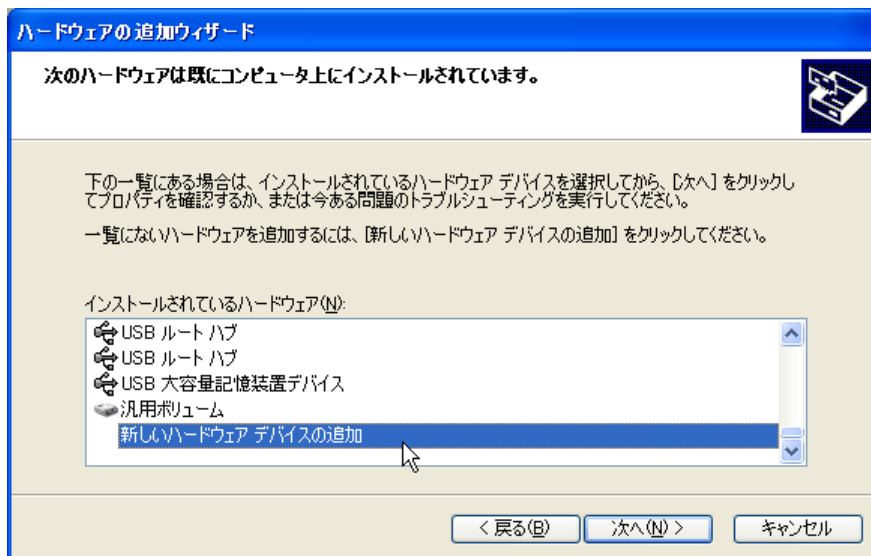 ハードウェアの追加ウィザード
次のハードウェアは既にコンピュータ上にインストールされています。
下の一覧にある場合は、インストールされているハードウェア デバイスを選択してから、[次へ] をクリックし
てプロパティを確認するか、または今ある問題のトラブルシューティングを実行してください。
一覧にないハードウェアを追加するには、[新しいハードウェア デバイスの追加] をクリックしてください。
インストールされているハードウェア(N):
USB ルート ハブ
USB ルート ハブ
USB 大容量記憶装置デバイス
汎用ボリューム
新しいハードウェア デバイスの追加
< 戻る(B)
次へ(N) >
キャンセル